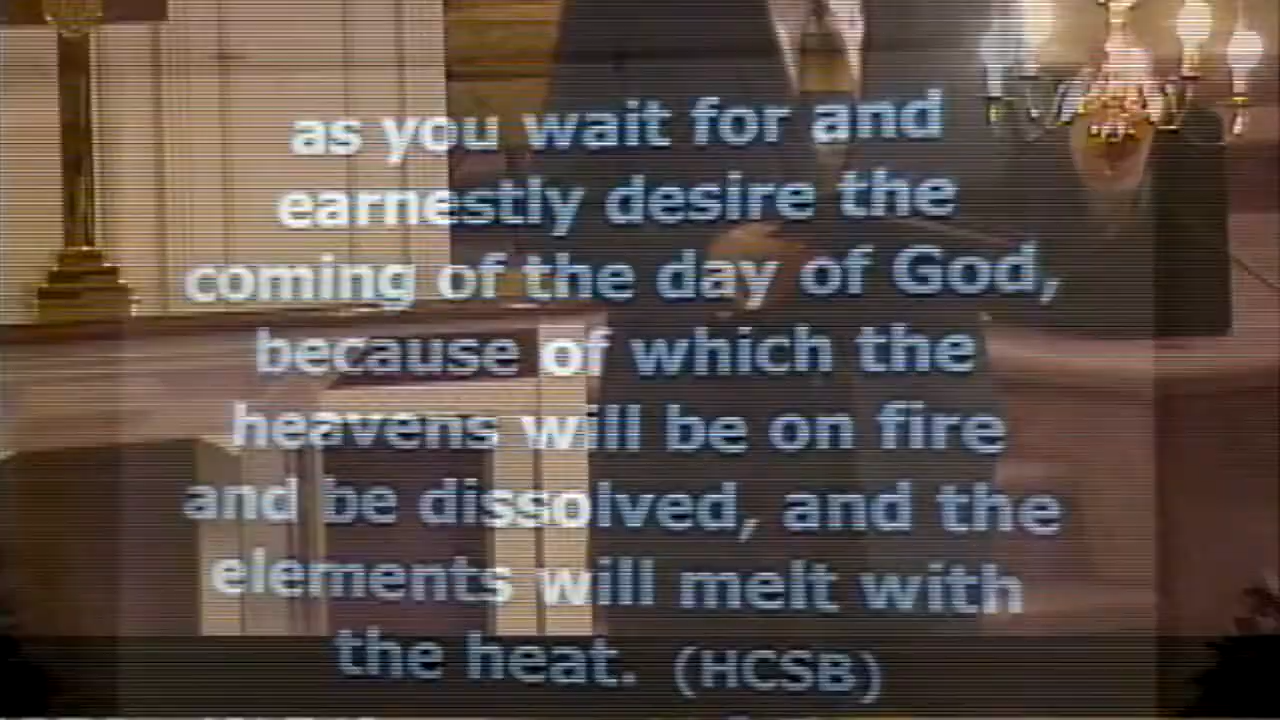 as you wait for and
earnestly desire the
coming of the day of God,
because of which the
heavens will be on fire
and be dissolved, and the
elements will melt with
the heat. (HCSB)